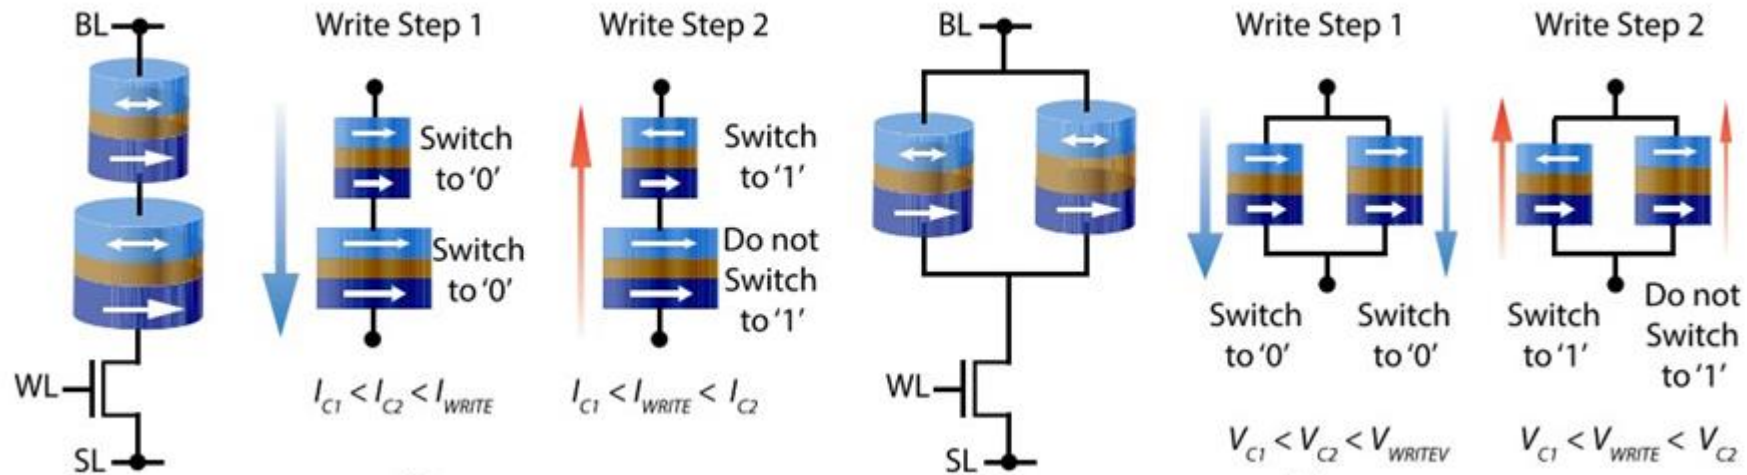 BL
WL
SL
Write Step 1
Switch
to ‘0’
Switch
to ‘0’
I_C1 < I_C2 < I_WRITE
Write Step 2
Switch
to ‘1’
Do not
Switch
to ‘1’
I_C1 < I_WRITE < I_C2
BL
WL
SL
Write Step 1
Switch
to ‘0’
Switch
to ‘0’
V_C1 < V_C2 < V_WRITEV
Write Step 2
Switch
to ‘1’
Do not
Switch
to ‘1’
V_C1 < V_WRITE < V_C2